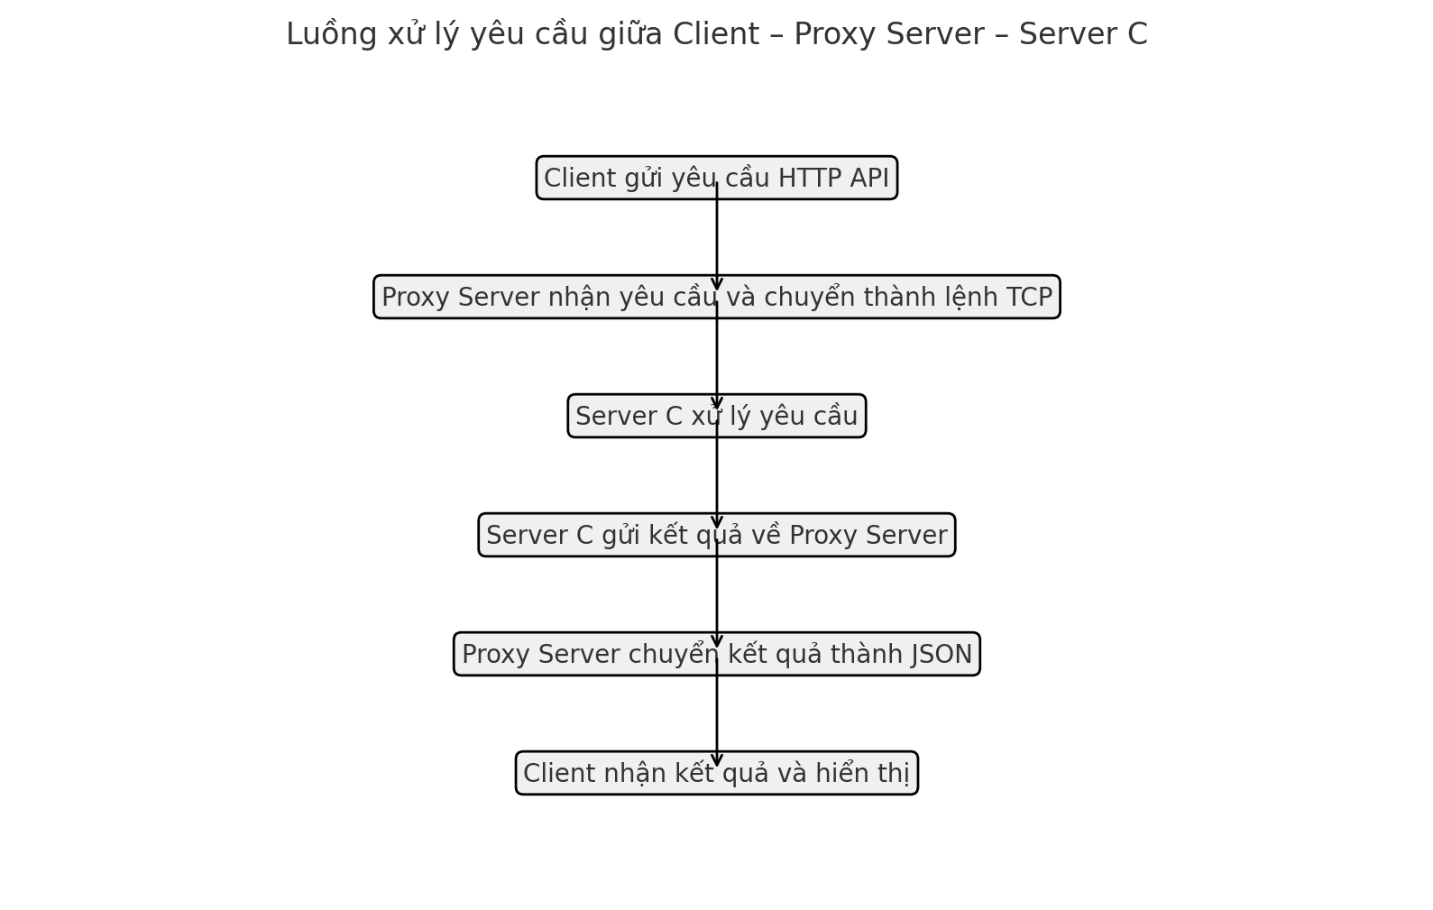 Luồng xử lý yêu cầu giữa Client – Proxy Server – Server C
Client gửi yêu cầu HTTP API
Proxy Server nhận yêu cầu và chuyển thành lệnh TCP
Server C xử lý yêu cầu
Server C gửi kết quả về Proxy Server
Proxy Server chuyển kết quả thành JSON
Client nhận kết quả và hiển thị